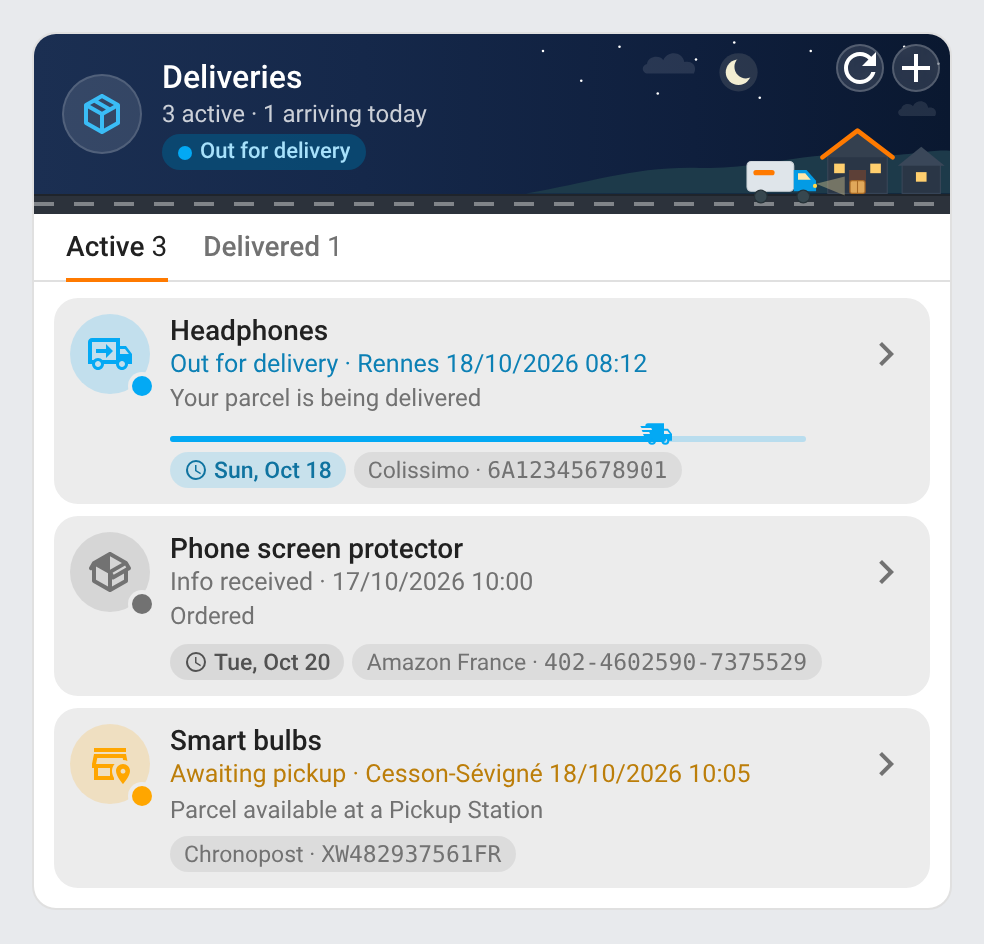 Deliveries
3 active · 1 arriving today
Out for delivery
Active 3
Delivered 1
Headphones
Out for delivery · Rennes 18/10/2026 08:12
Your parcel is being delivered
Sun, Oct 18
Colissimo · 6A12345678901
Phone screen protector
Info received · 17/10/2026 10:00
Ordered
Tue, Oct 20
Amazon France · 402-4602590-7375529
Smart bulbs
Awaiting pickup · Cesson-Sévigné 18/10/2026 10:05
Parcel available at a Pickup Station
Chronopost · XW482937561FR